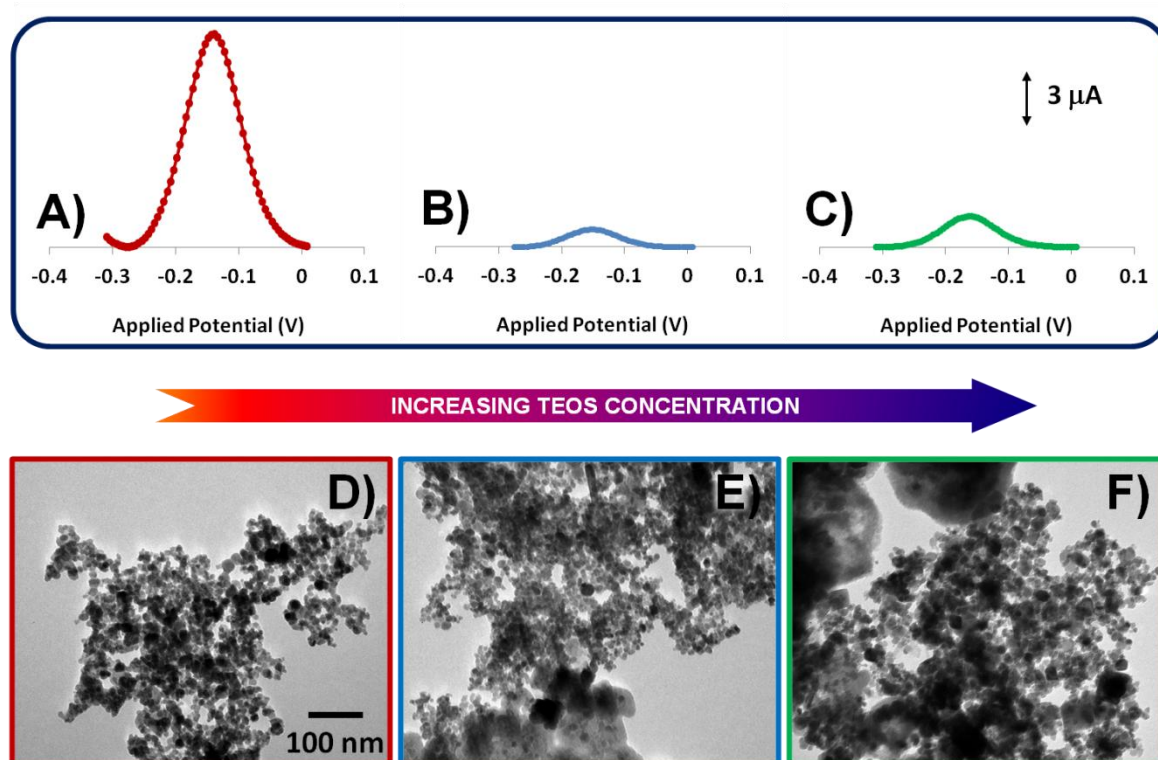 3 μA
A)
B)
C)
-0.4 -0.3 -0.2 -0.1 0 0.1
-0.4 -0.3 -0.2 -0.1 0 0.1
-0.4 -0.3 -0.2 -0.1 0 0.1
Applied Potential (V)
Applied Potential (V)
Applied Potential (V)
INCREASING TEOS CONCENTRATION
D)
E)
F)
100 nm